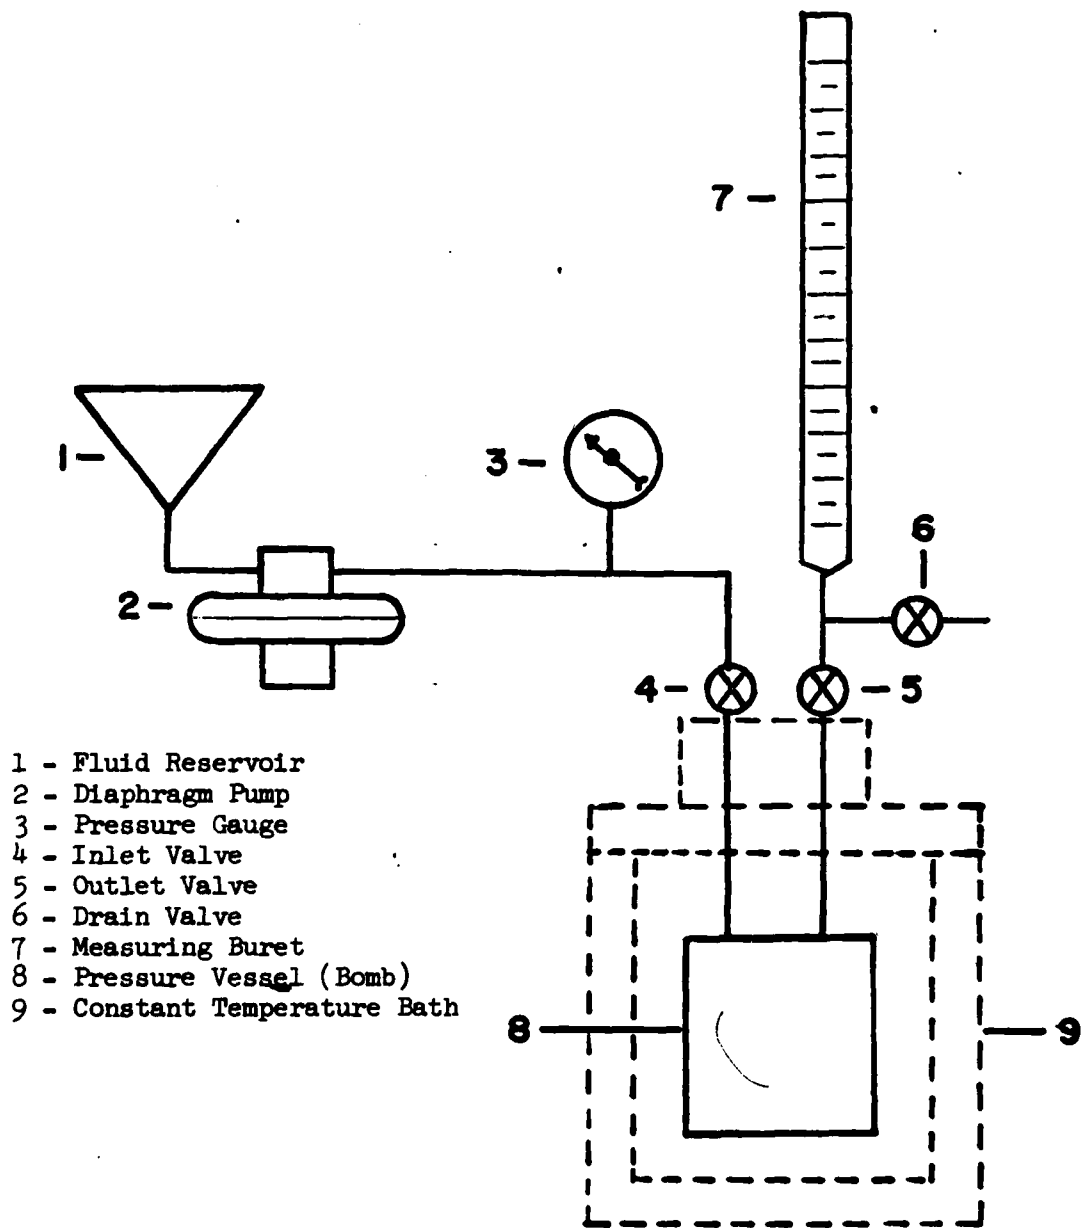 7 –
1 –
3 –
6
2 –
4 –
– 5
1 - Fluid Reservoir
2 - Diaphragm Pump
3 - Pressure Gauge
4 - Inlet Valve
5 - Outlet Valve
6 - Drain Valve
7 - Measuring Buret
8 - Pressure Vessel (Bomb)
9 - Constant Temperature Bath
8
9